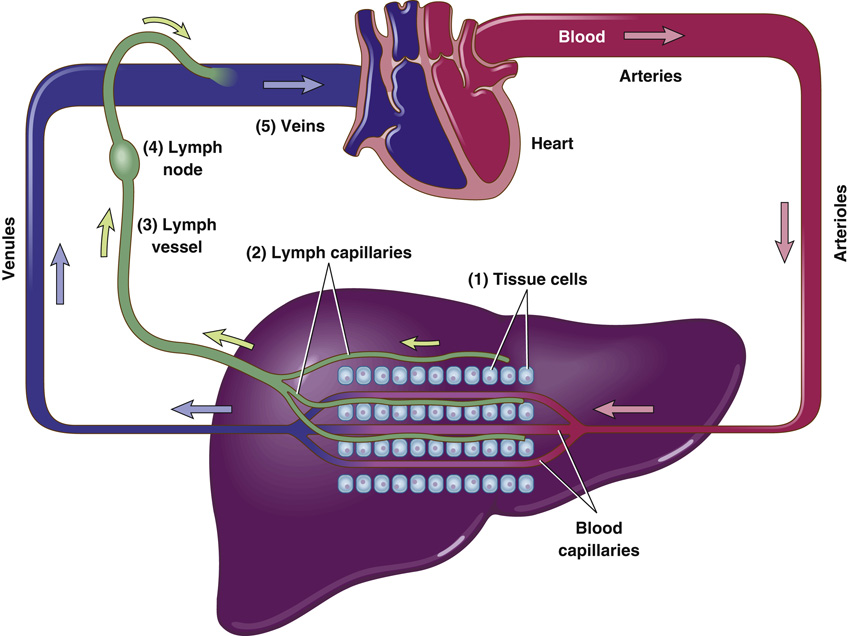 Blood
Arteries
(5) Veins
Heart
(4) Lymph
node
(3) Lymph
vessel
Venules
Arterioles
(2) Lymph capillaries
(1) Tissue cells
Blood
capillaries